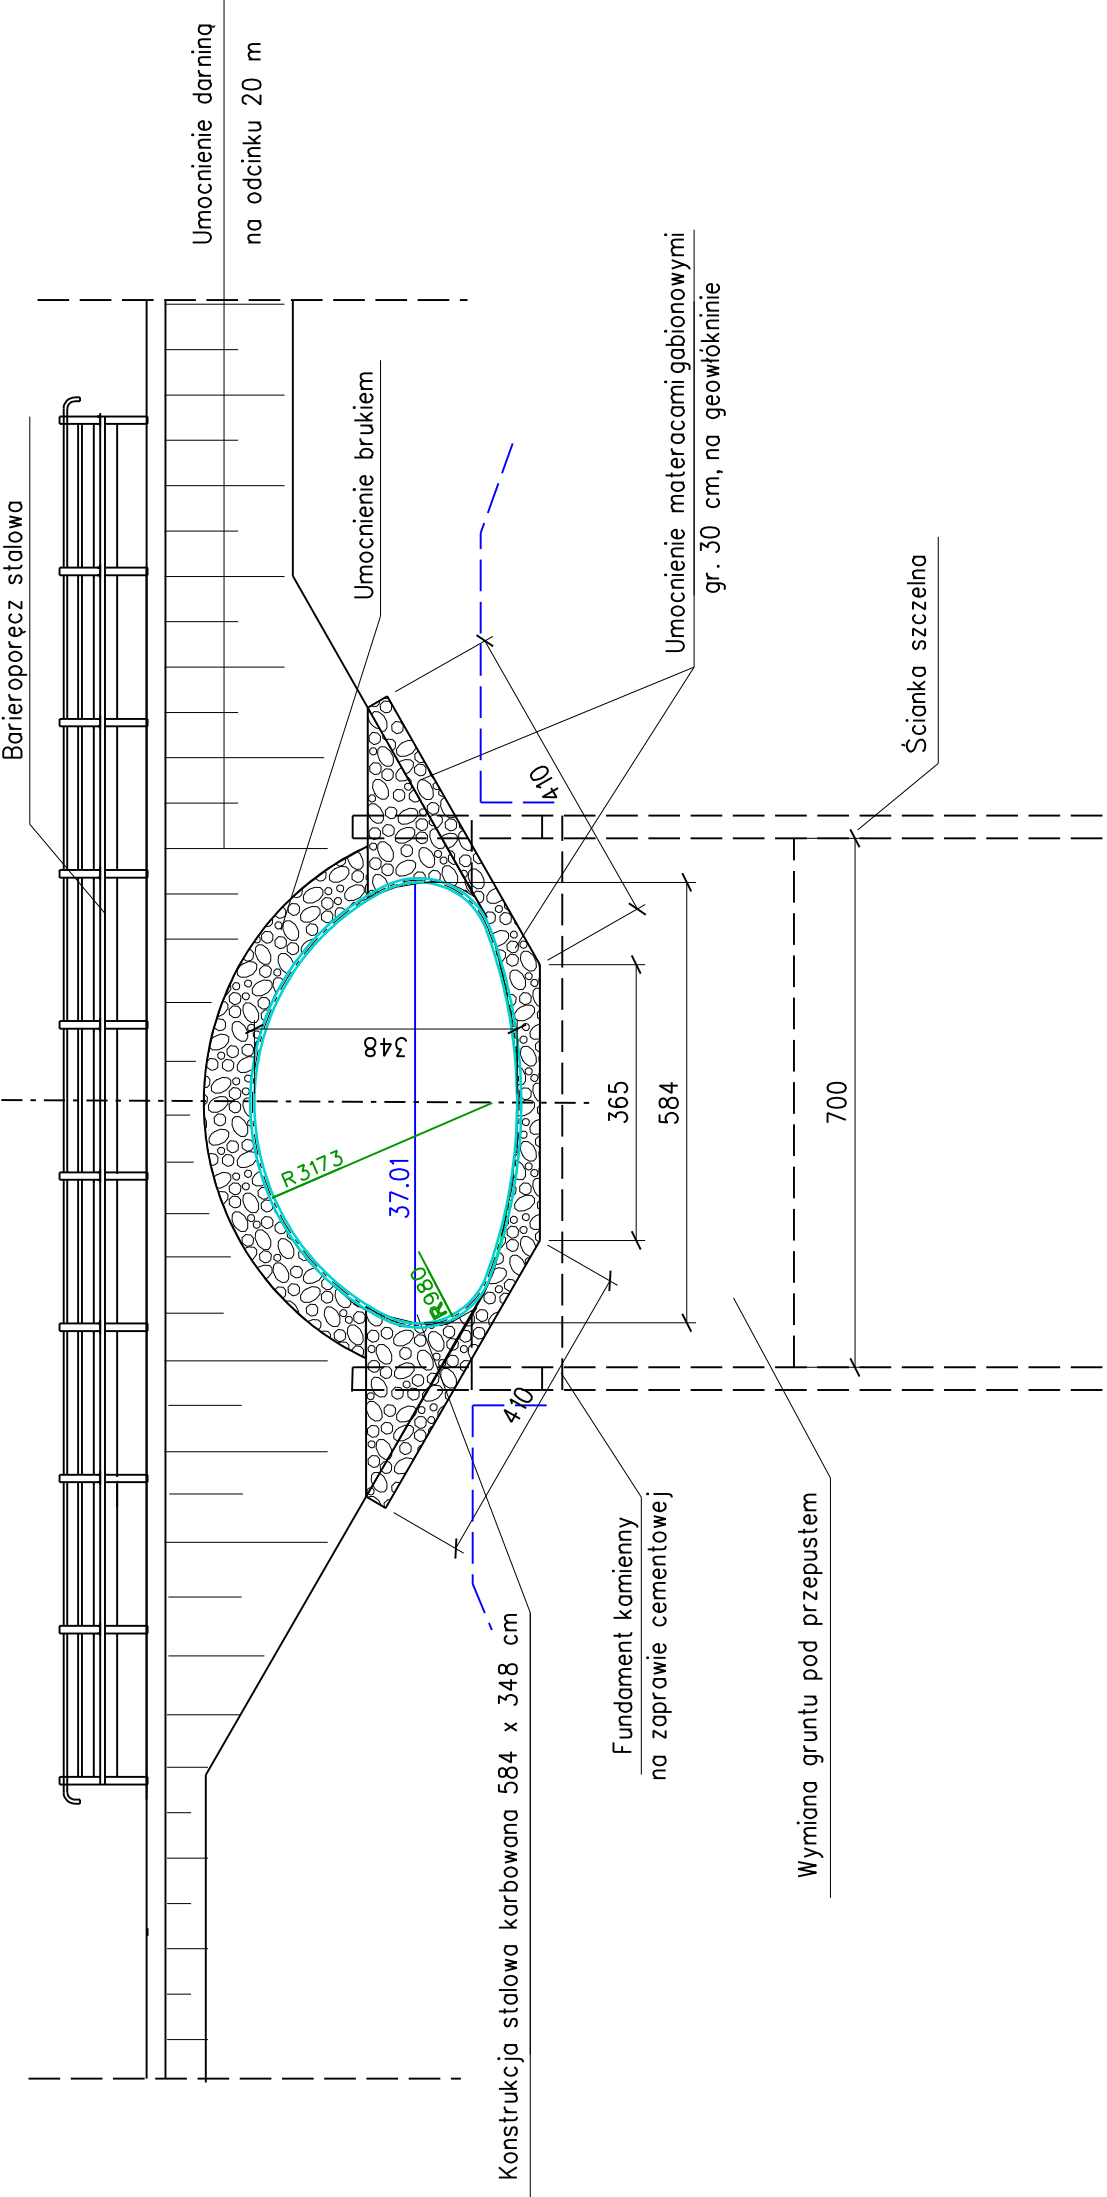 Barieroporęcz stalowa
Umocnienie darniną
na odcinku 20 m
Umocnienie brukiem
Umocnienie materacami gabionowymi
gr. 30 cm, na geowłókninie
Ścianka szczelna
410
348
R3173
37.01
R980
365
584
700
410
Konstrukcja stalowa karbowana 584 x 348 cm
Fundament kamienny
na zaprawie cementowej
Wymiana gruntu pod przepustem